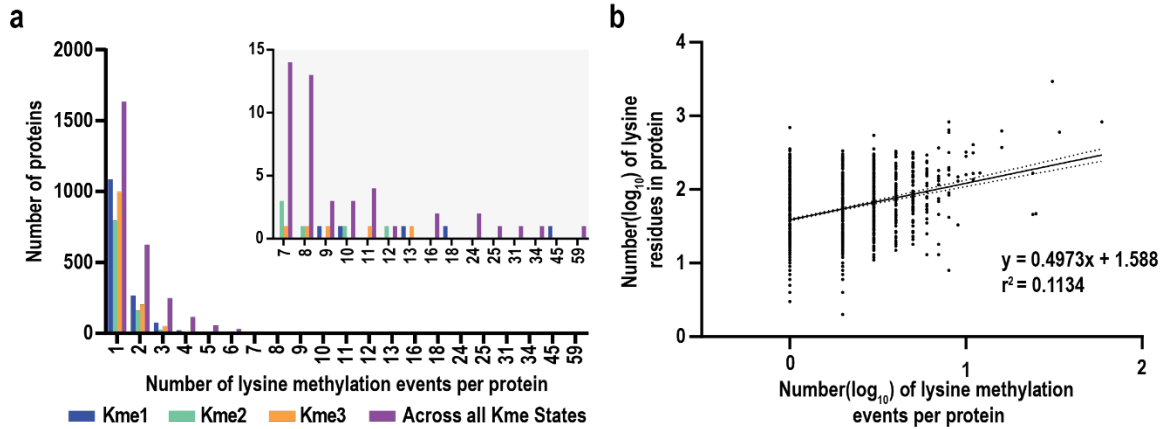 a
Number of proteins
2000
1500
1000
500
0
1 2 3 4 5 6 7 8 9 10 11 12 13 16 18 24 25 31 34 45 59
15
10
5
0
7 8 9 10 11 12 13 16 18 24 25 31 34 45 59
Number of lysine methylation events per protein
Kme1 Kme2 Kme3 Across all Kme States
b
Number(log10) of lysine
residues in protein
4
3
2
1
0
y = 0.4973x + 1.588
r² = 0.1134
0 1 2
Number(log10) of lysine methylation
events per protein